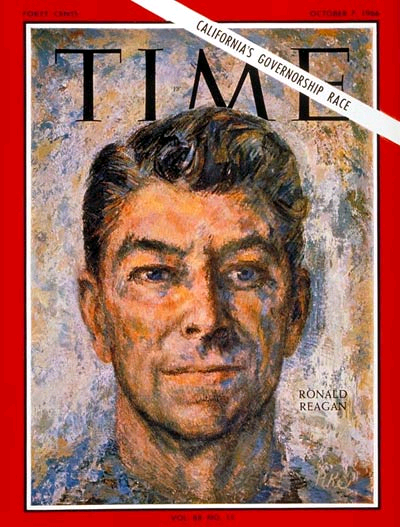 FORTY CENTS
OCTOBER 7, 1966
CALIFORNIA'S GOVERNORSHIP RACE
TIME
RONALD
REAGAN